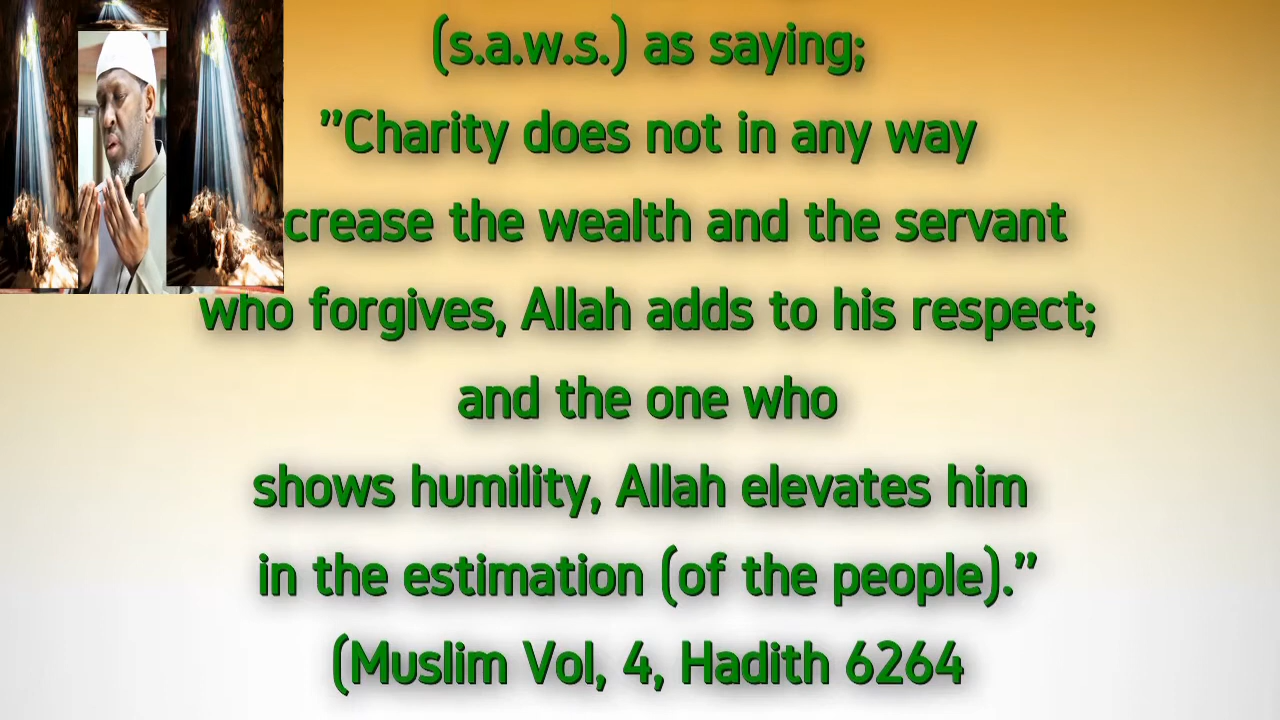 (s.a.w.s.) as saying;
"Charity does not in any way
crease the wealth and the servant
who forgives, Allah adds to his respect;
and the one who
shows humility, Allah elevates him
in the estimation (of the people)."
(Muslim Vol, 4, Hadith 6264